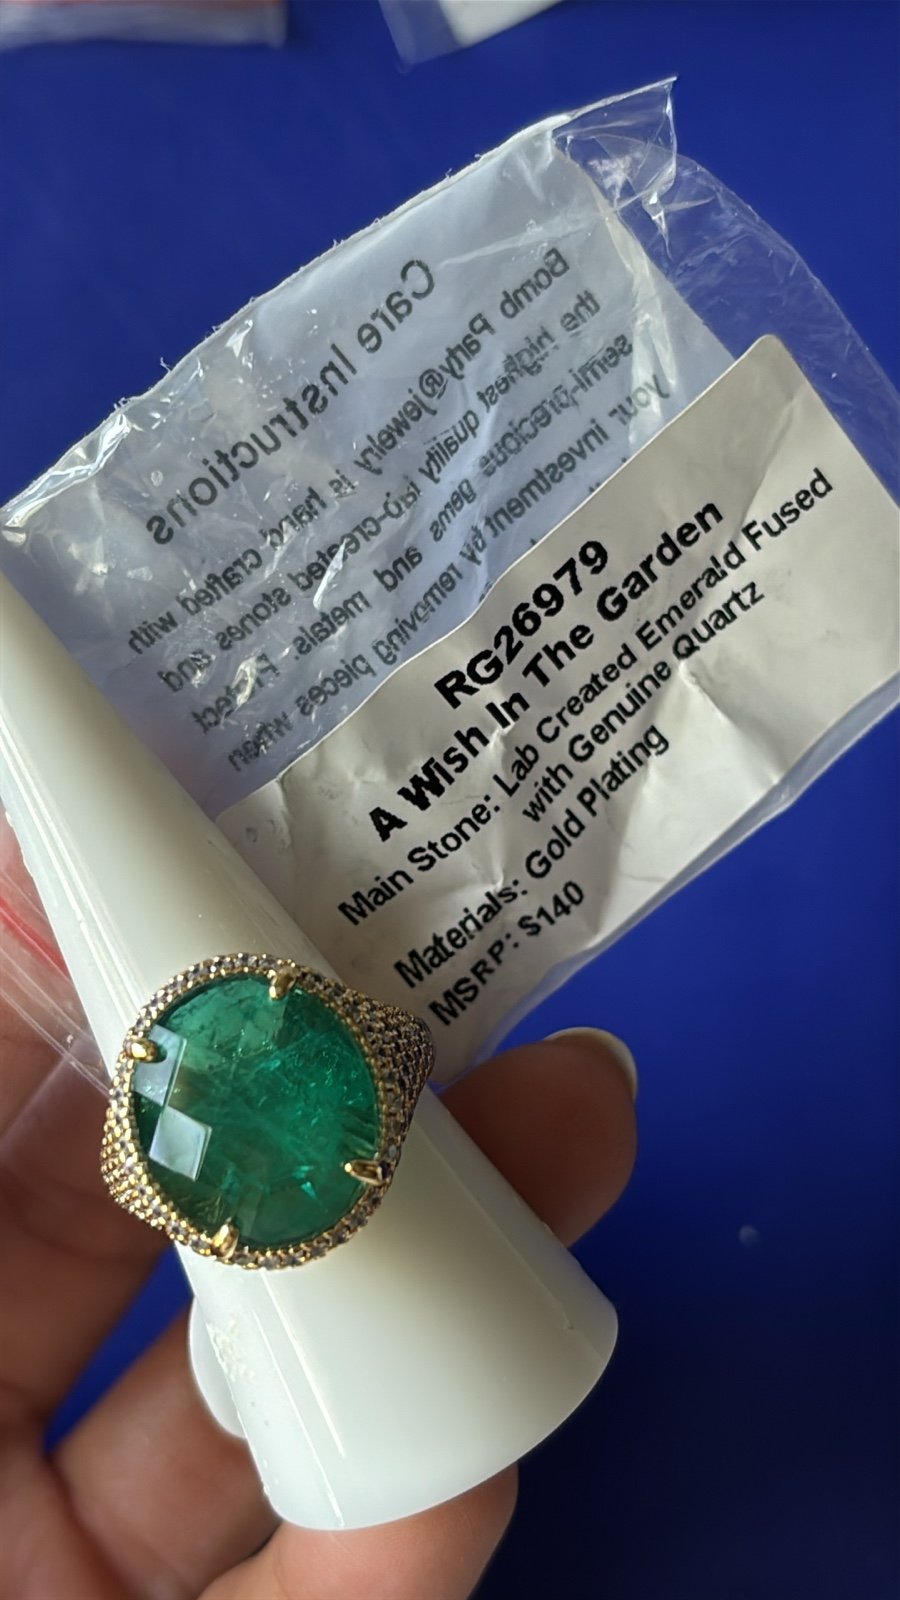 Care Instructions
Bomb Party®jewelry is hand crafted with
the highest quality lab-created stones and
semi-precious gems and metals. Protect
your investment by removing pieces when
RG26979
A Wish In The Garden
Main Stone: Lab Created Emerald Fused
with Genuine Quartz
Materials: Gold Plating
MSRP: $140